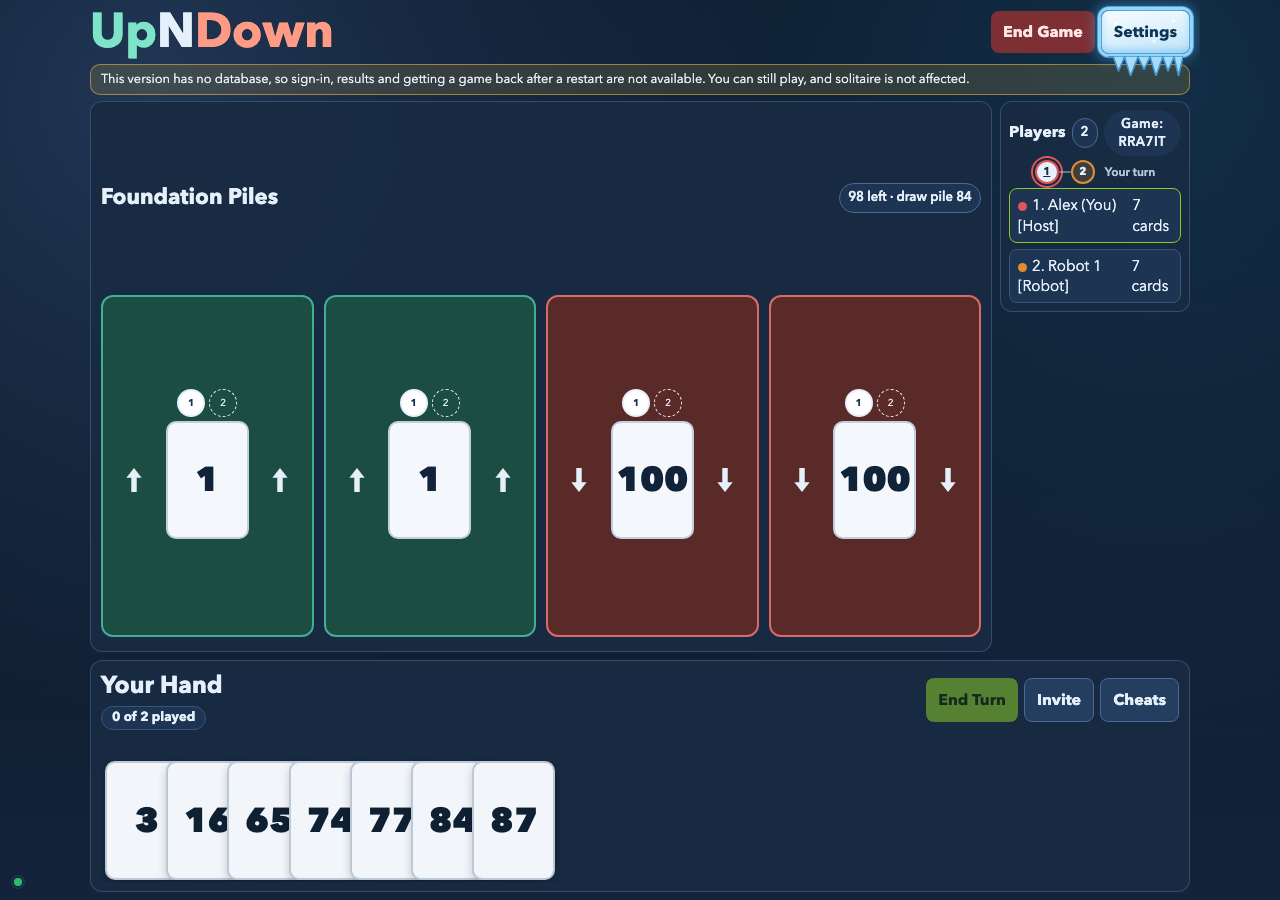 UpNDown
End Game
Settings
This version has no database, so sign-in, results and getting a game back after a restart are not available. You can still play, and solitaire is not affected.
Foundation Piles
98 left · draw pile 84
1 2
1
1 2
1
1 2
100
1 2
100
Players 2
Game:
RRA7IT
1 2 Your turn
1. Alex (You)
[Host]
7
cards
2. Robot 1
[Robot]
7
cards
Your Hand
0 of 2 played
End Turn
Invite
Cheats
3 16 65 74 77 84 87